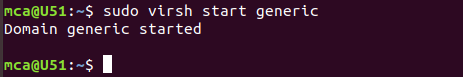 mca@U51:~$ sudo virsh start generic
Domain generic started
mca@U51:~$